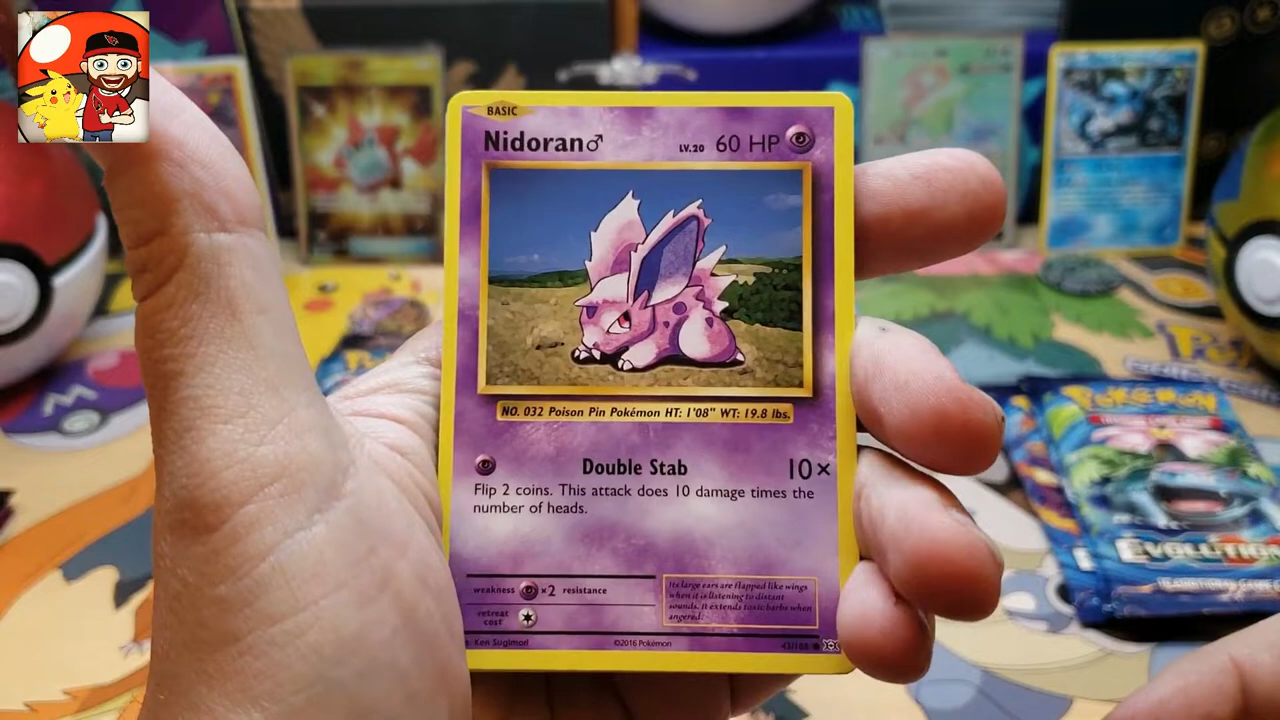 BASIC
Nidoran♂ LV.20 60 HP
NO. 032 Poison Pin Pokémon HT: 1'08" WT: 19.8 lbs.
Double Stab 10×
Flip 2 coins. This attack does 10 damage times the
number of heads.
weakness ×2 resistance
retreat
cost
Its large ears are flapped like wings
when it is listening to distant
sounds. It extends toxic barbs when
angered.
Ken Sugimori ©2016 Pokémon 43/108
POKÉMON
EVOLUTIONS